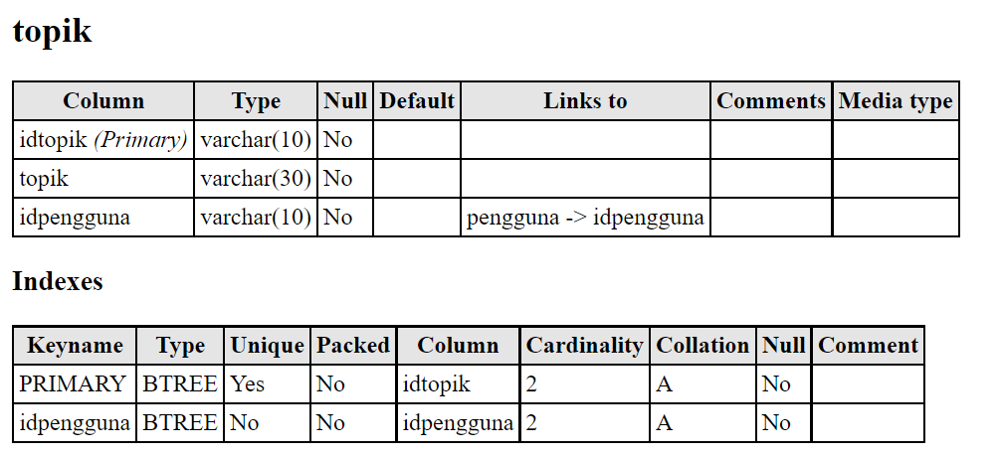 topik
Column Type Null Default Links to Comments Media type
idtopik (Primary) varchar(10) No
topik varchar(30) No
idpengguna varchar(10) No pengguna -> idpengguna
Indexes
Keyname Type Unique Packed Column Cardinality Collation Null Comment
PRIMARY BTREE Yes No idtopik 2 A No
idpengguna BTREE No No idpengguna 2 A No